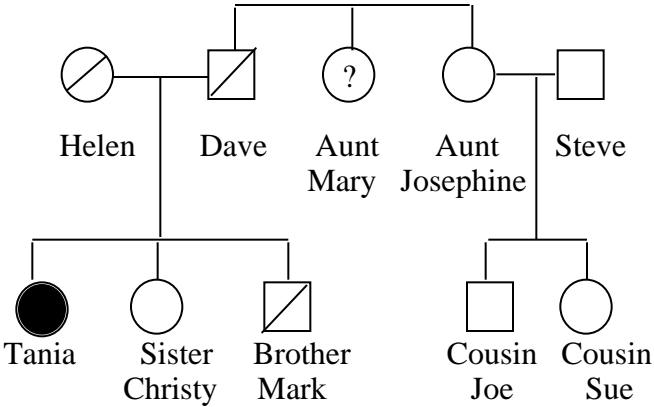 ?
Helen Dave Aunt Mary Aunt Josephine Steve
Tania Sister Christy Brother Mark Cousin Joe Cousin Sue